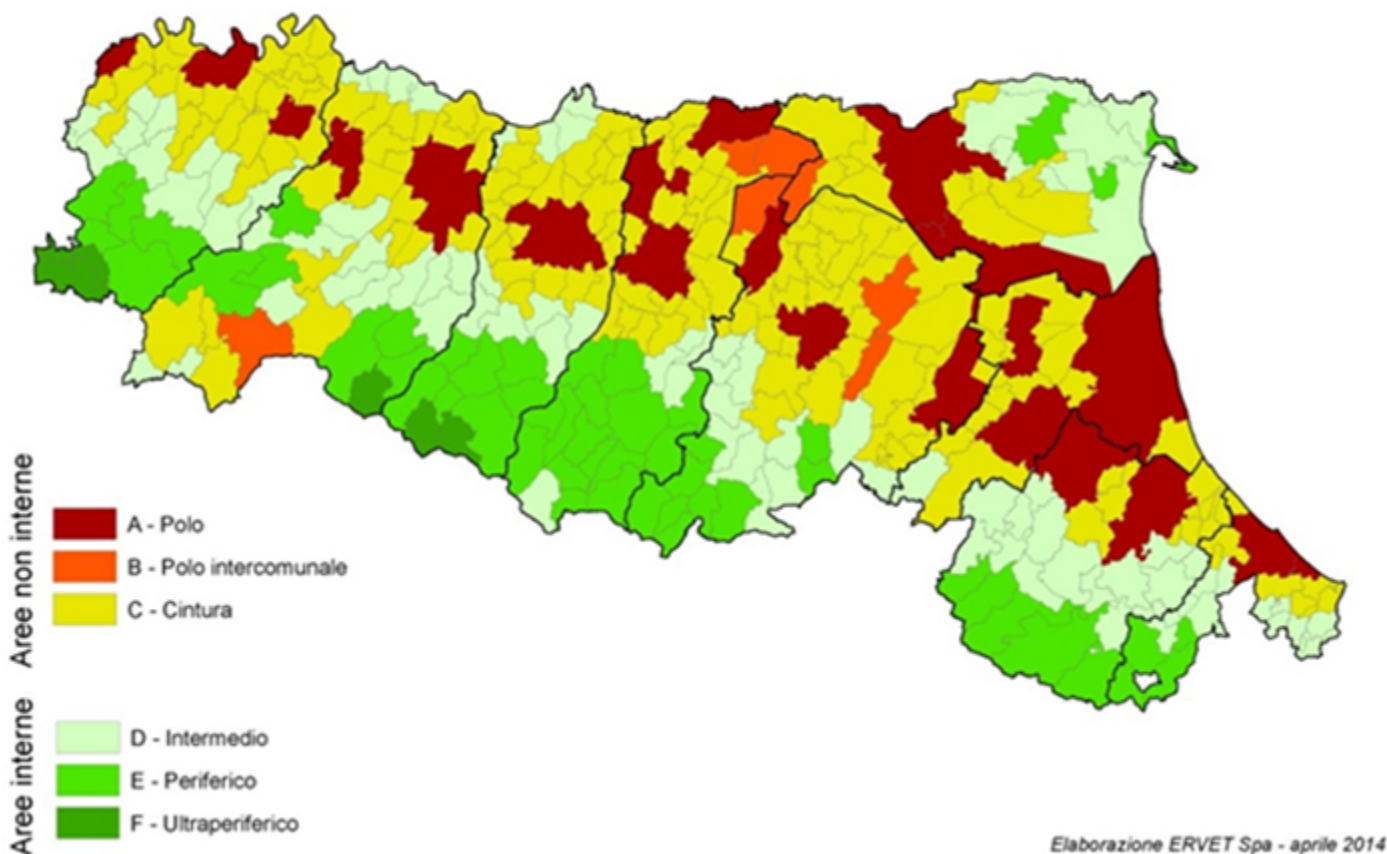 Aree non interne
A - Polo
B - Polo intercomunale
C - Cintura
Aree interne
D - Intermedio
E - Periferico
F - Ultraperiferico
Elaborazione ERVET Spa - aprile 2014